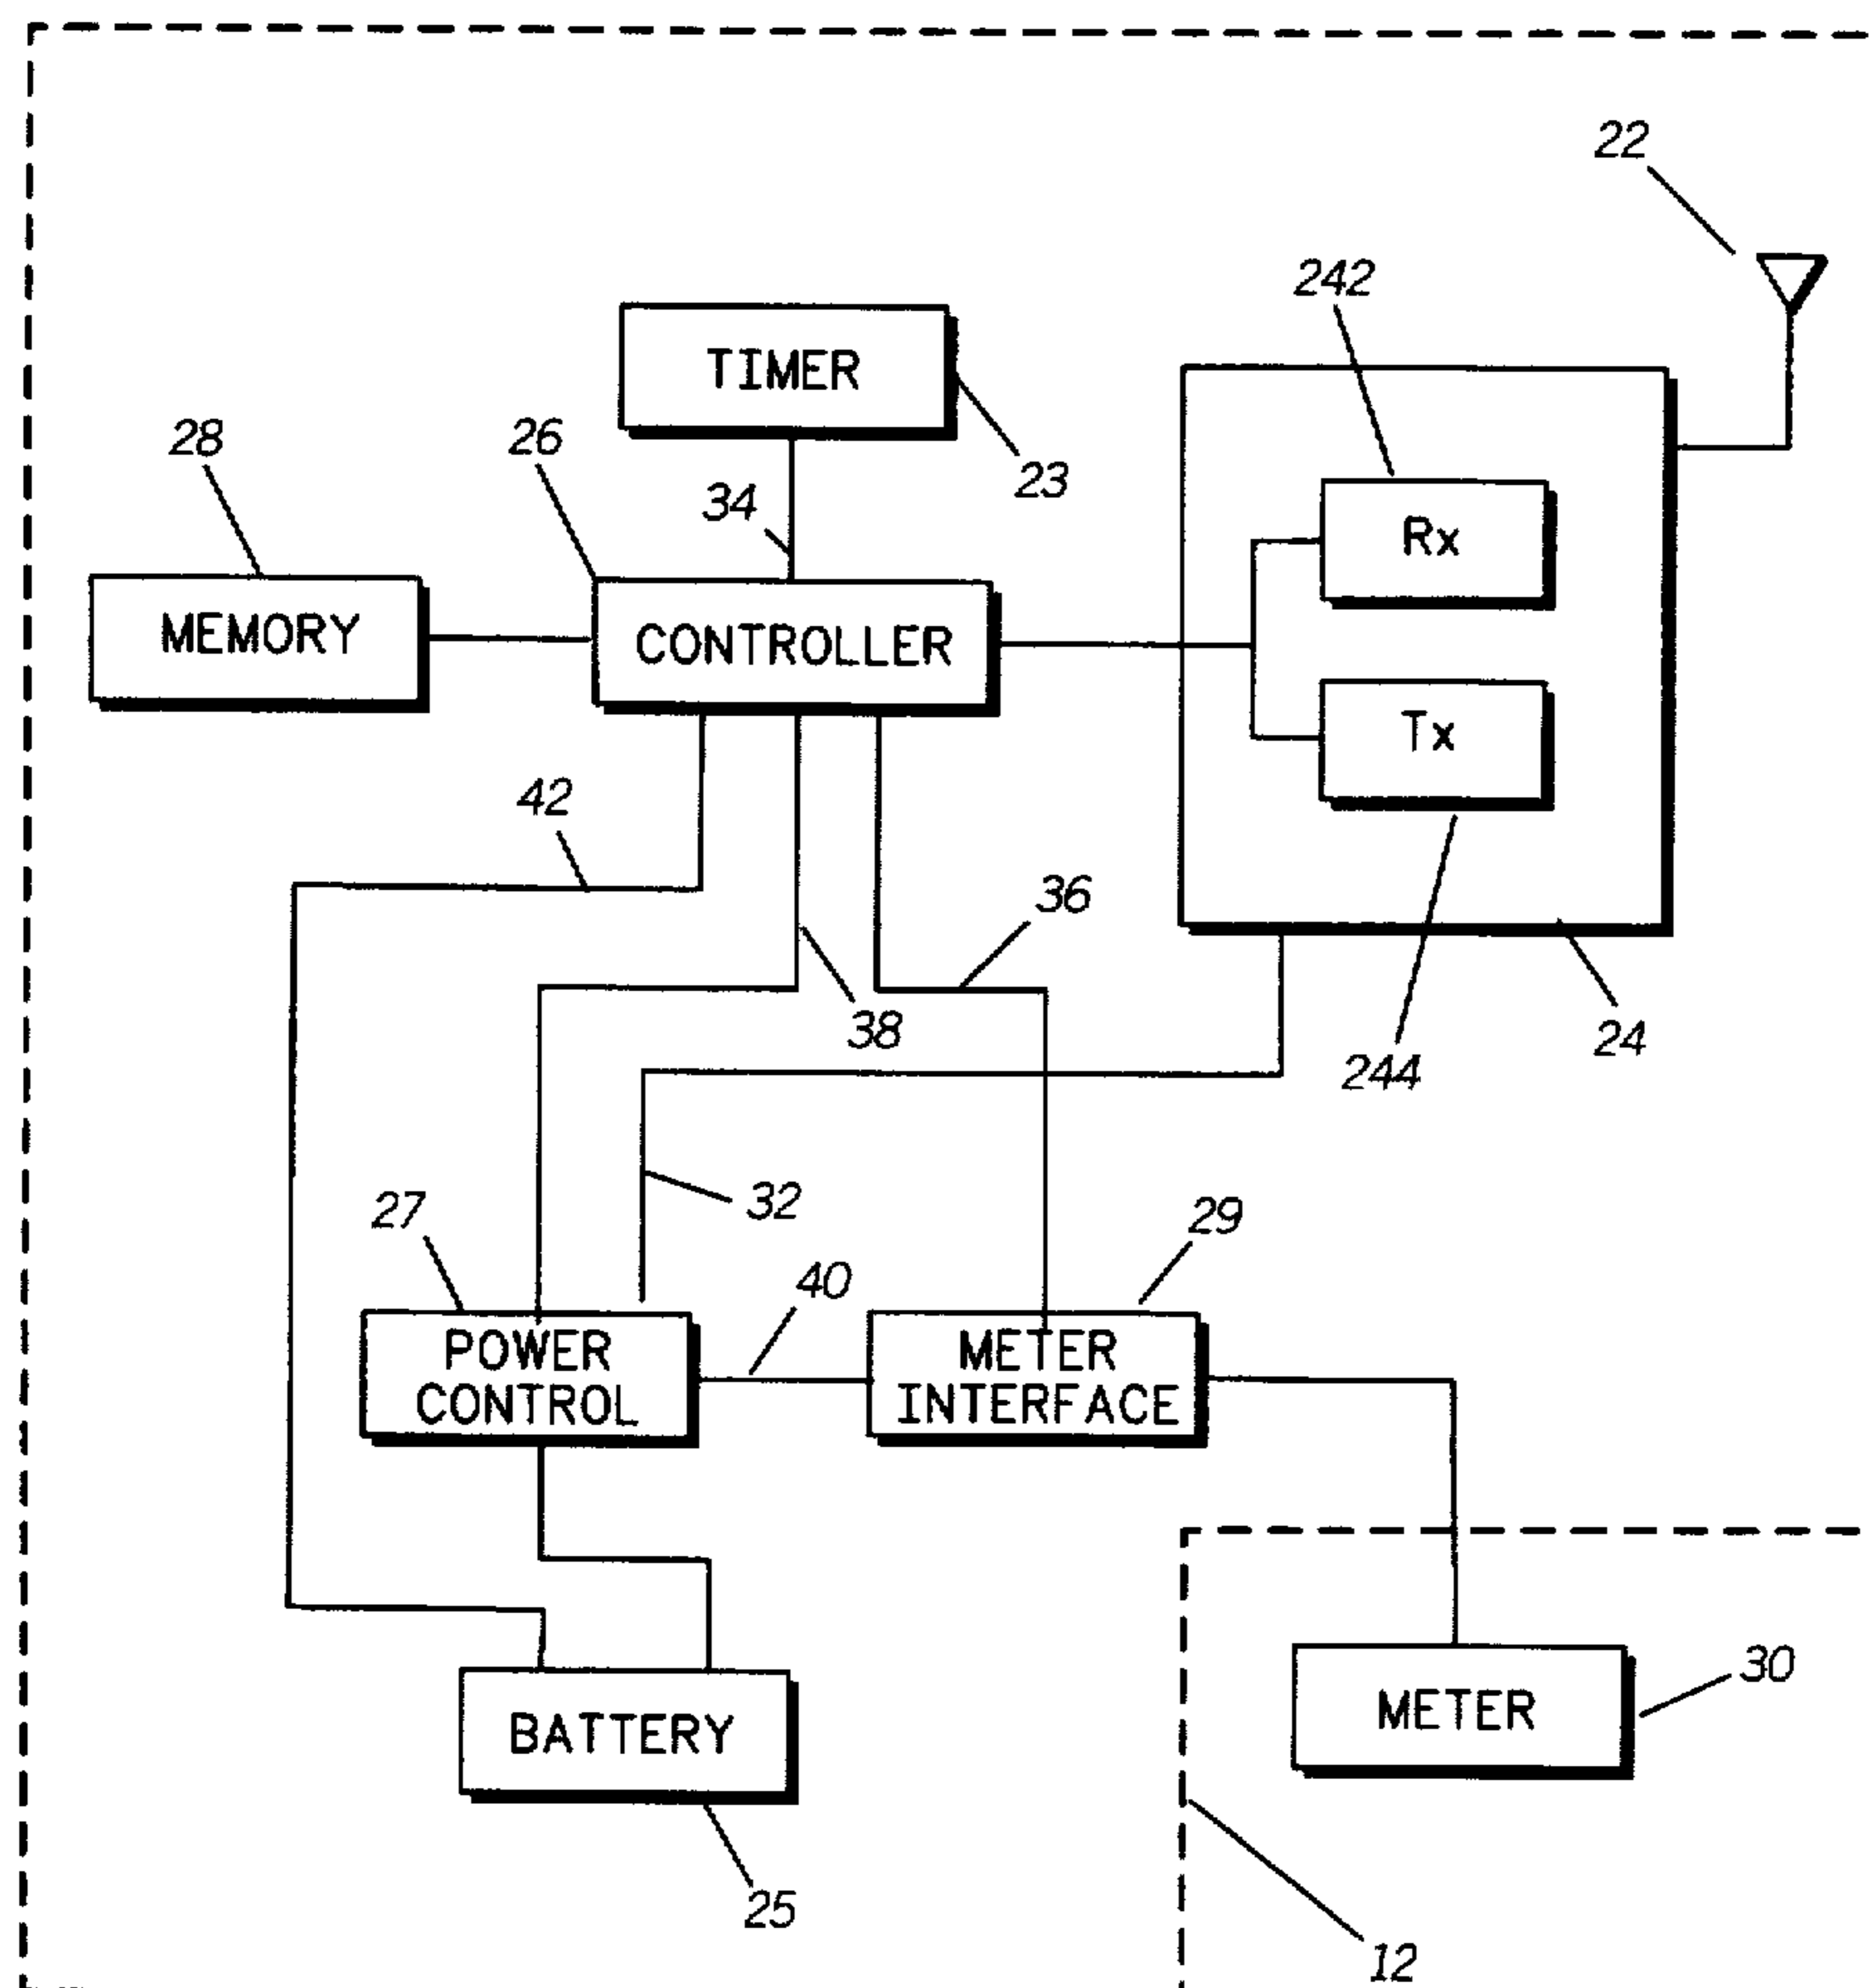 22
242
TIMER
28
26
23
34
Rx
MEMORY
CONTROLLER
Tx
42
36
38
24
244
27
32
29
40
POWER
CONTROL
METER
INTERFACE
30
METER
BATTERY
25
12